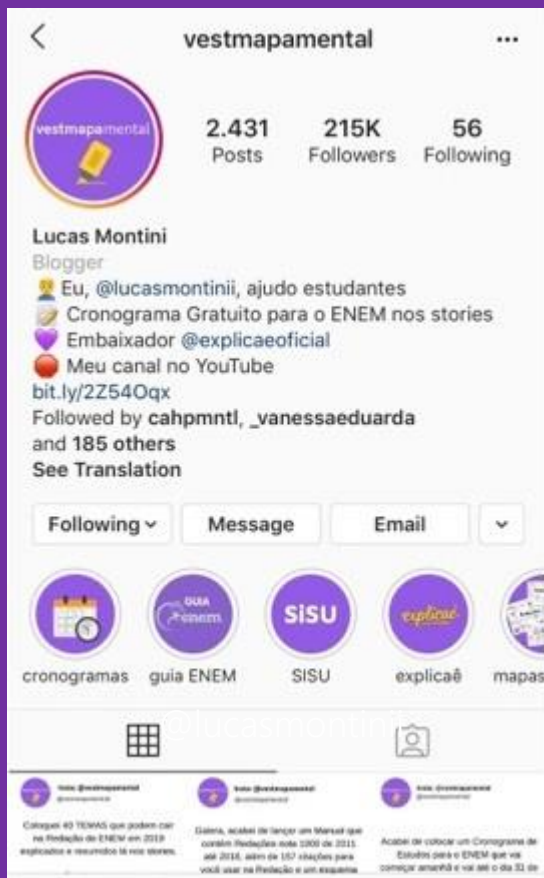 vestmapamental
vestmapamental
2.431 215K 56
Posts Followers Following
Lucas Montini
Blogger
Eu, @lucasmontinii, ajudo estudantes
Cronograma Gratuito para o ENEM nos stories
Embaixador @explicaeoficial
Meu canal no YouTube
bit.ly/2Z54Oqx
Followed by cahpmntl, _vanessaeduarda
and 185 others
See Translation
Following Message Email
GUIA
enem
SiSU
explicaê
cronogramas guia ENEM SISU explicaê mapas
@lucasmontinii
Coloquei 40 TEMAS que podem cair
na Redação do ENEM em 2019
explicados e resumidos lá nos stories.
Galera, acabei de lançar um Manual que
contém Redações nota 1000 de 2011
até 2018, além de 157 citações para
você usar na Redação e um esquema
Acabei de colocar um Cronograma de
Estudos para o ENEM que vai
começar amanhã e vai até o dia 31 de